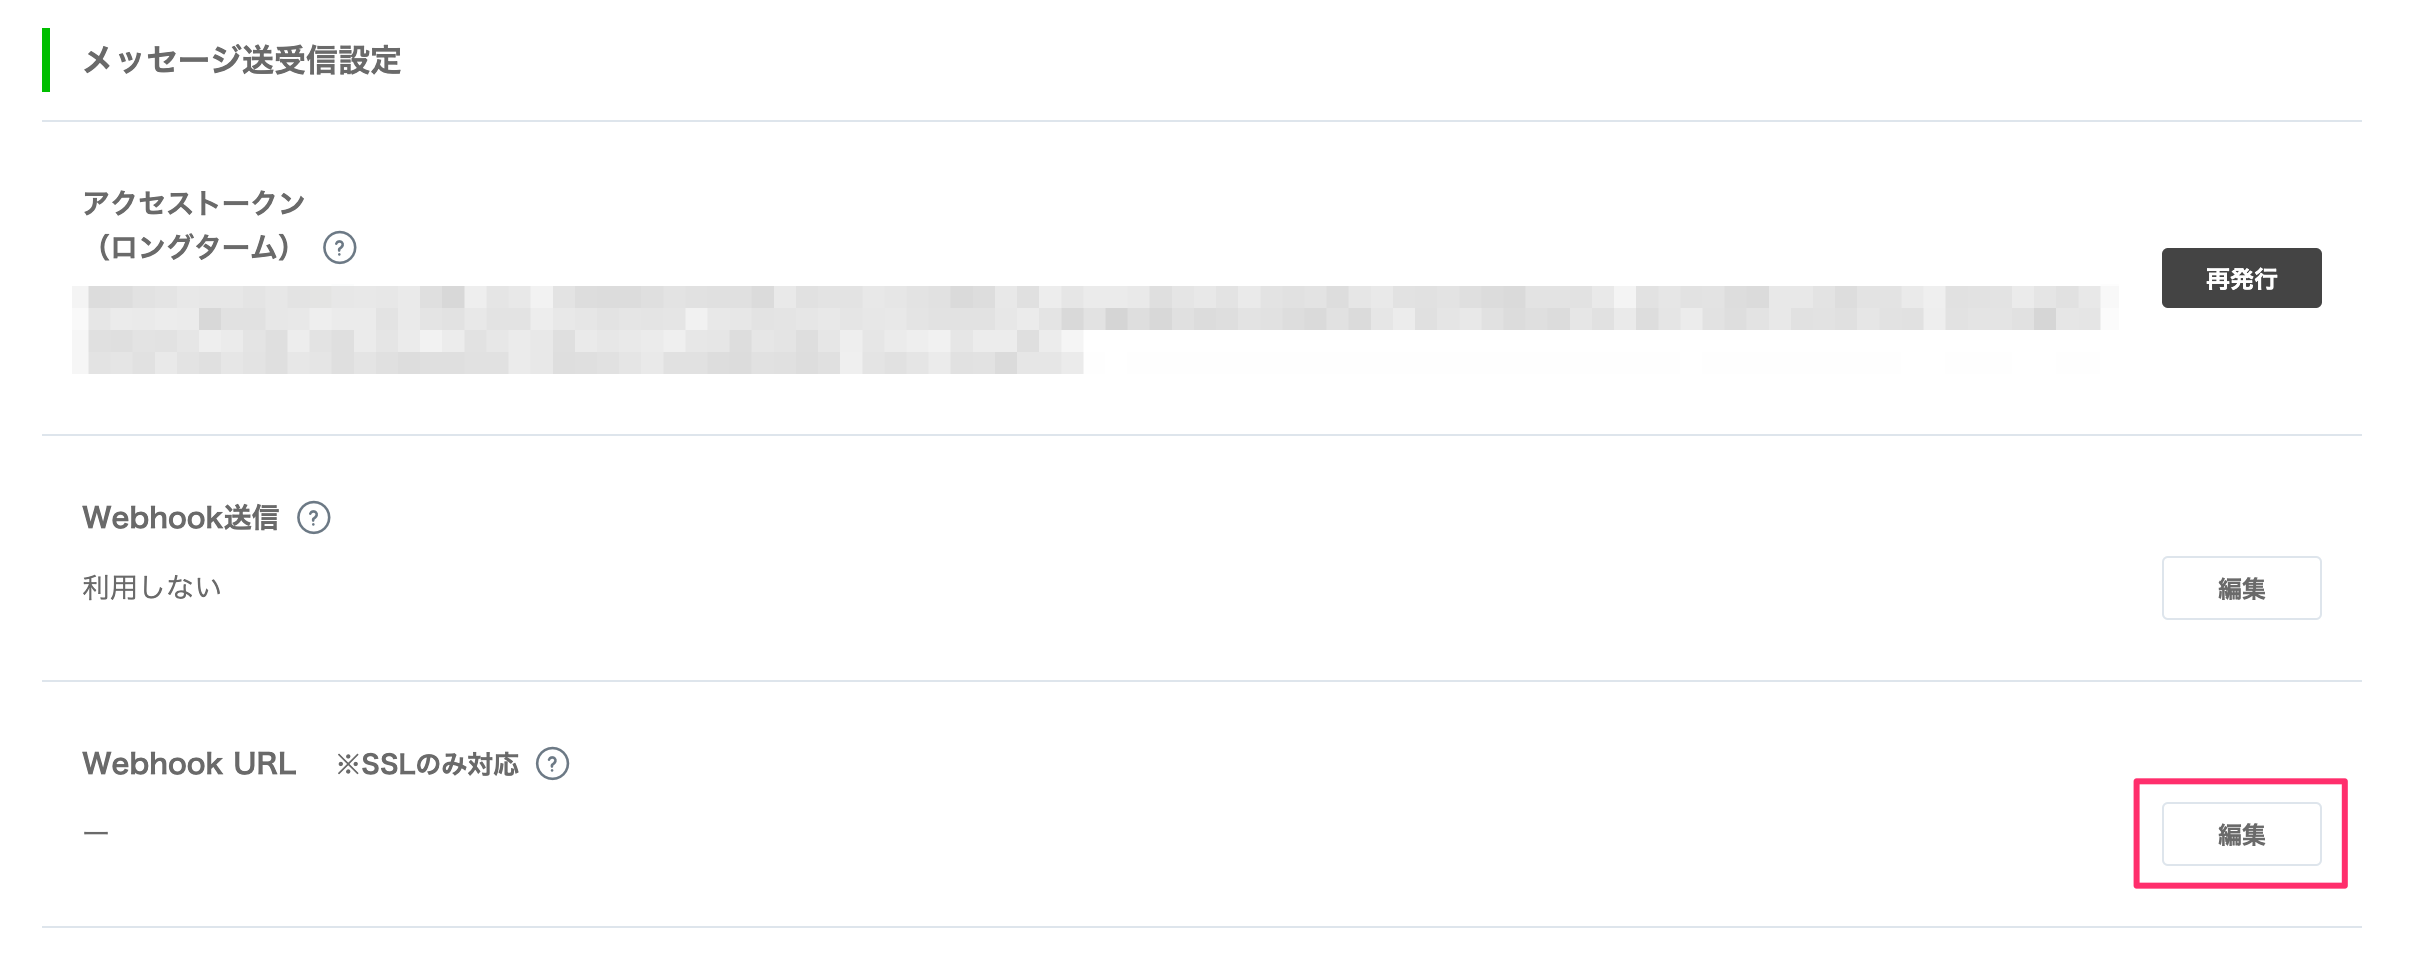 メッセージ送受信設定
アクセストークン
（ロングターム） ?
再発行
Webhook送信 ?
利用しない
編集
Webhook URL ※SSLのみ対応 ?
—
編集